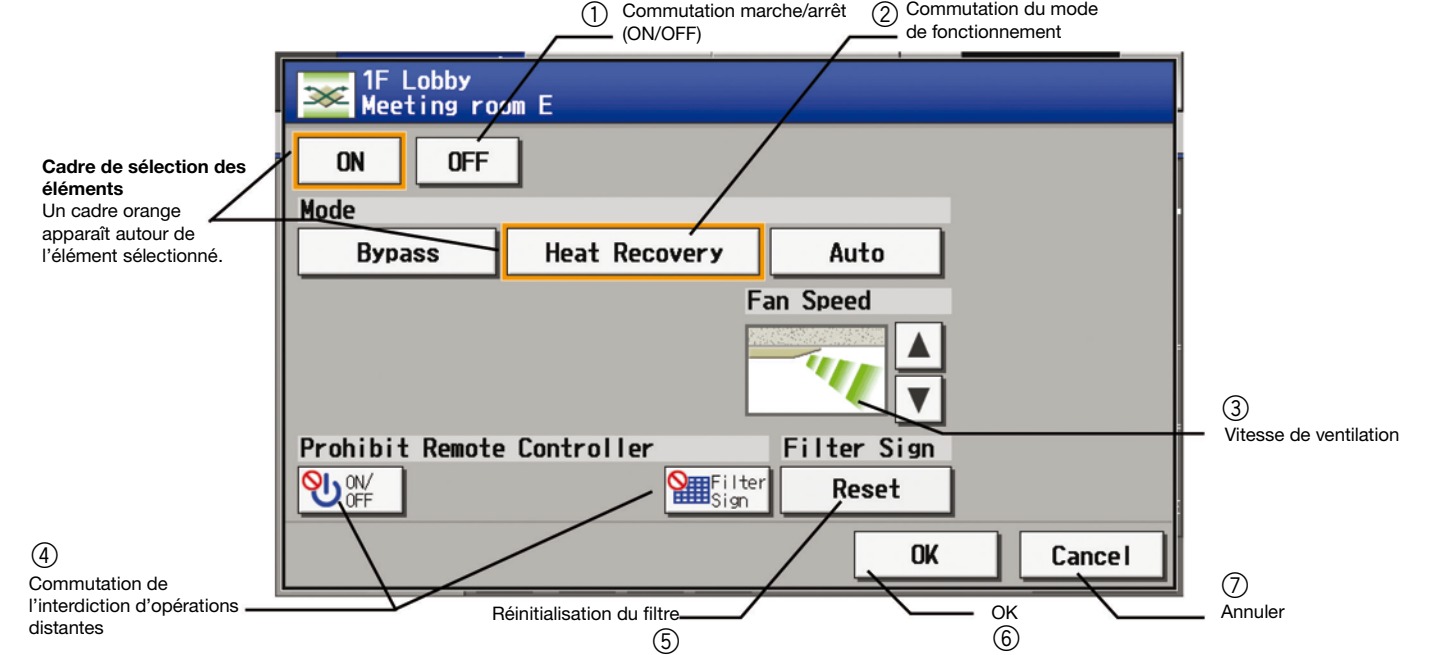 ① Commutation marche/arrêt
(ON/OFF)
② Commutation du mode
de fonctionnement
1F Lobby
Meeting room E
ON OFF
Cadre de sélection des
éléments
Un cadre orange
apparaît autour de
l’élément sélectionné.
Mode
Bypass Heat Recovery Auto
Fan Speed
③
Vitesse de ventilation
Prohibit Remote Controller Filter Sign
ON/
OFF
Filter
Sign
Reset
OK Cancel
④
Commutation de
l’interdiction d’opérations
distantes
Réinitialisation du filtre
⑤
OK
⑥
⑦
Annuler